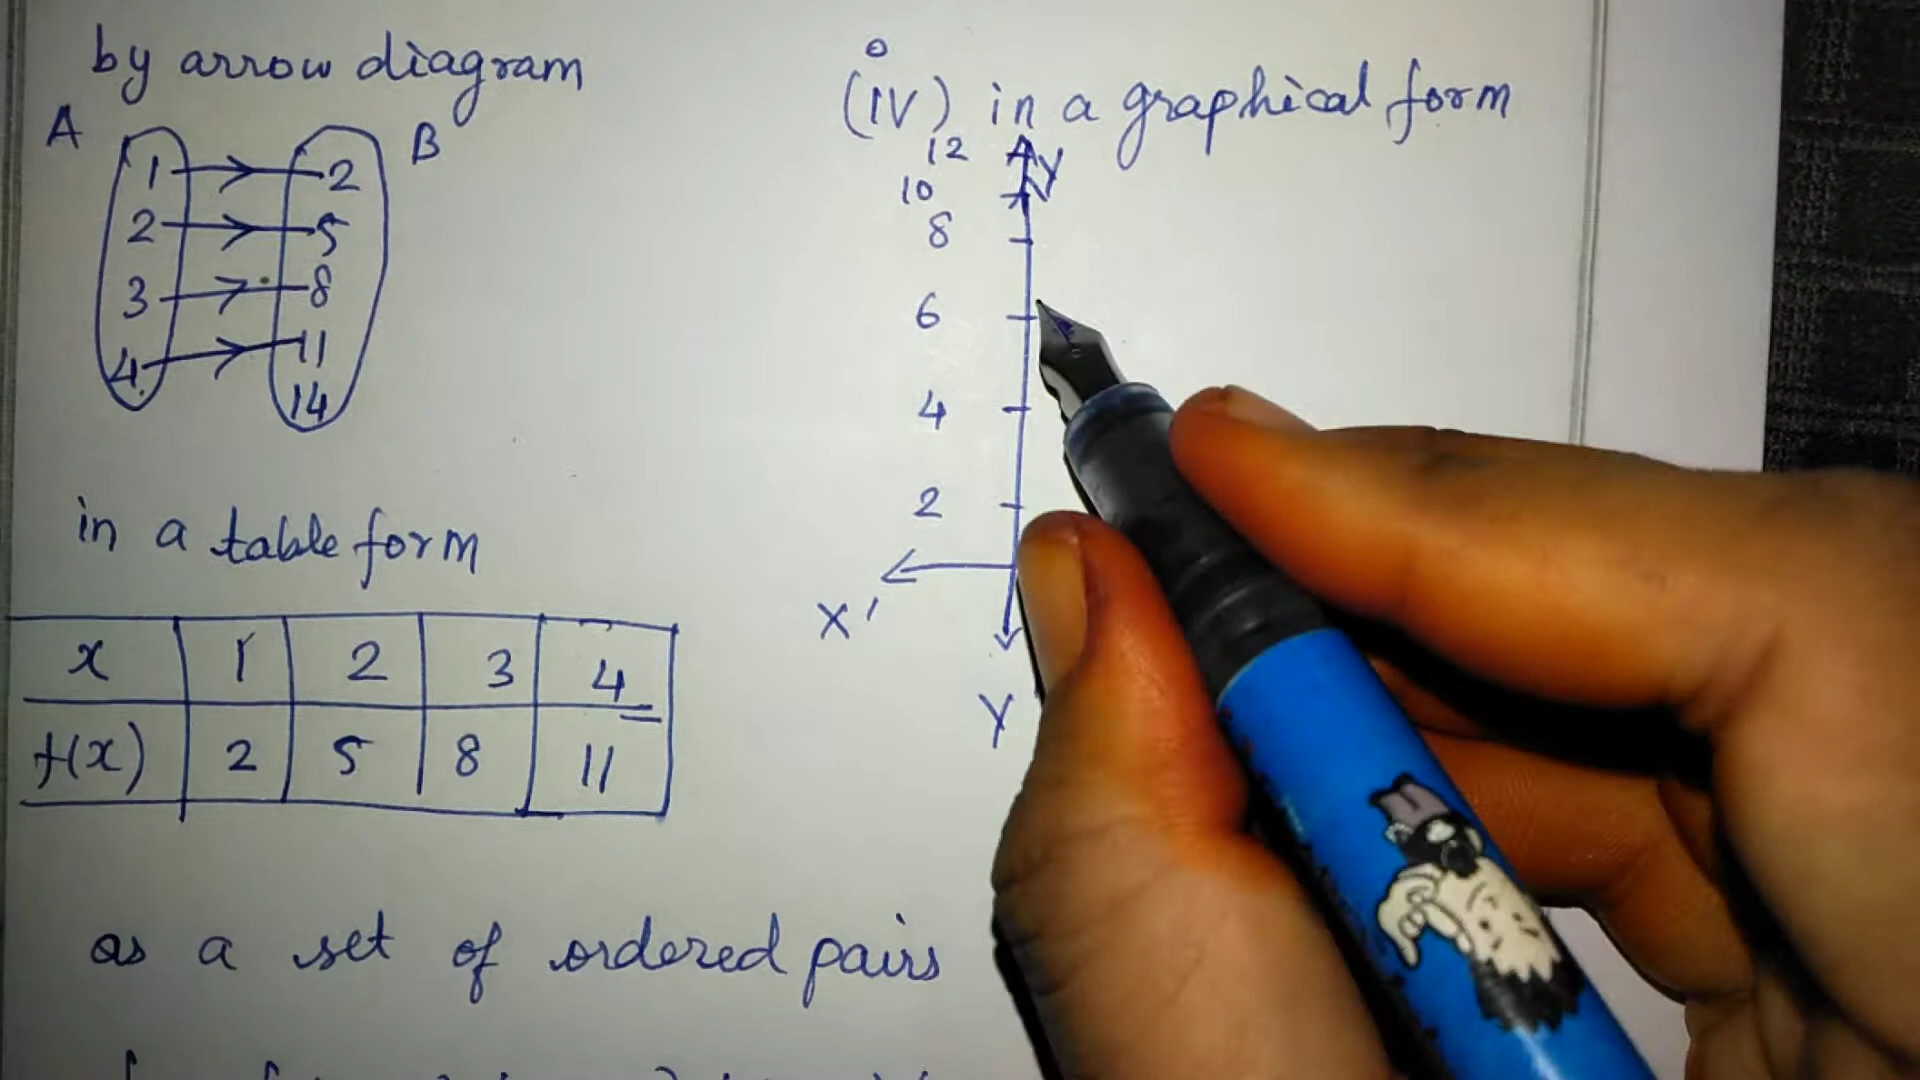 by arrow diagram
A B
1 2
2 5
3 8
4 11
14
in a table form
x 1 2 3 4
f(x) 2 5 8 11
as a set of ordered pairs
(iv) in a graphical form
12 Y
10
8
6
4
2
X'
Y